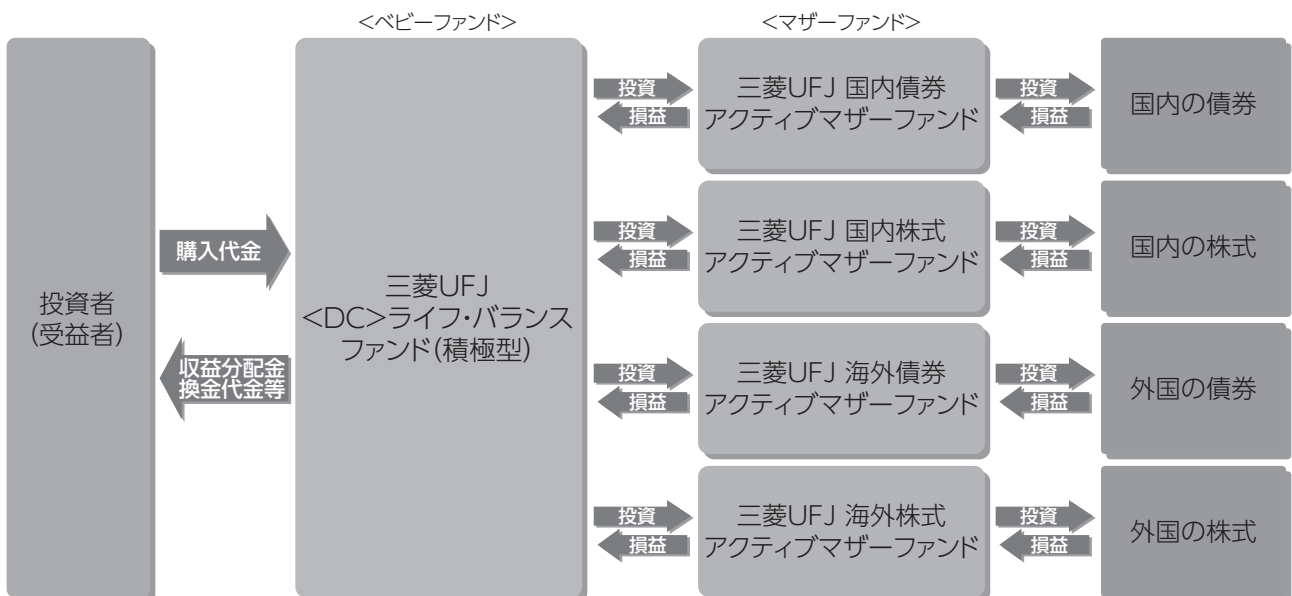 <ベビーファンド>
<マザーファンド>
投資者
(受益者)
購入代金
収益分配金
換金代金等
三菱UFJ
<DC>ライフ・バランス
ファンド(積極型)
投資
損益
三菱UFJ 国内債券
アクティブマザーファンド
投資
損益
国内の債券
投資
損益
三菱UFJ 国内株式
アクティブマザーファンド
投資
損益
国内の株式
投資
損益
三菱UFJ 海外債券
アクティブマザーファンド
投資
損益
外国の債券
投資
損益
三菱UFJ 海外株式
アクティブマザーファンド
投資
損益
外国の株式